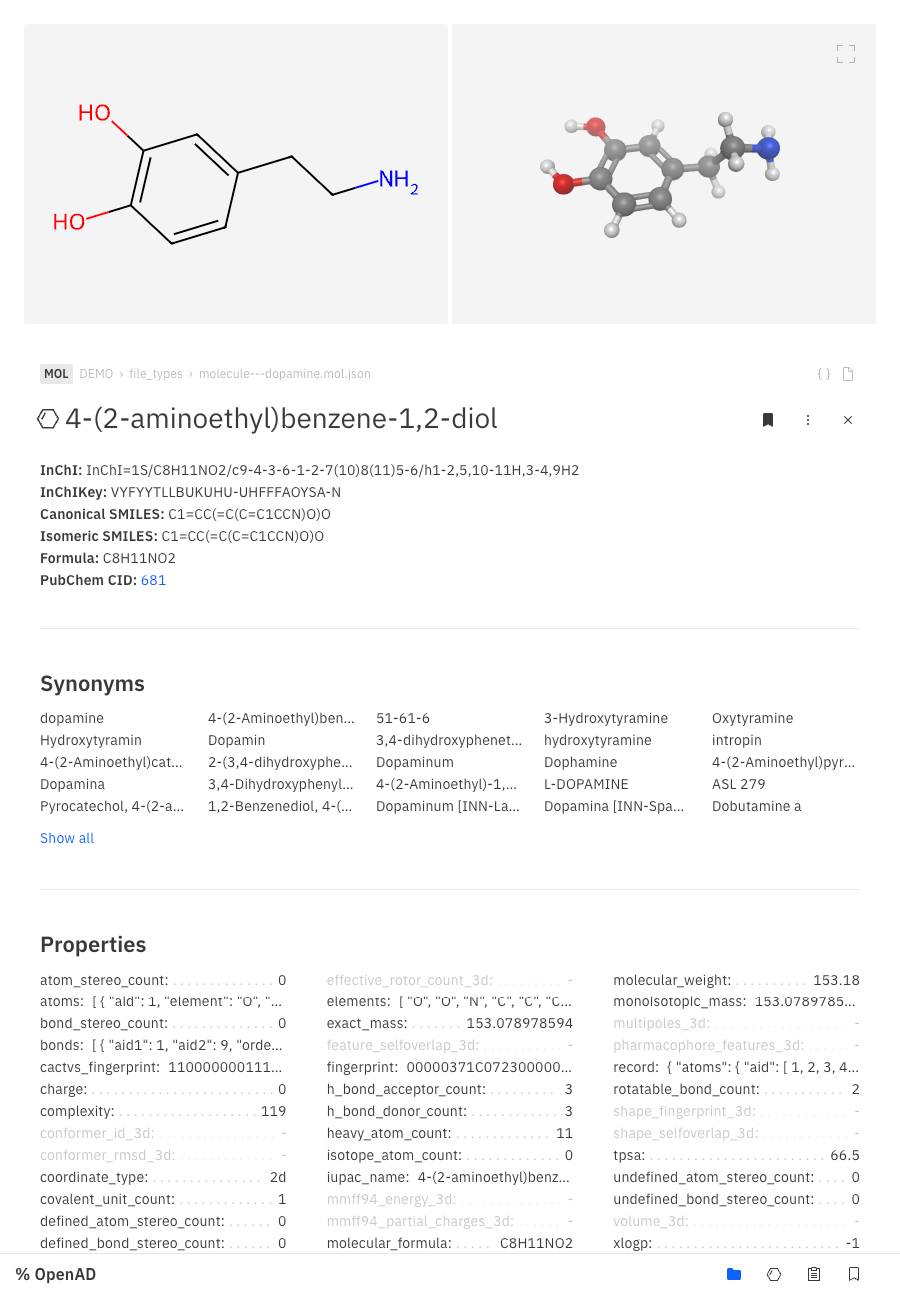 HO
HO
NH2
MOL DEMO › file_types › molecule---dopamine.mol.json { }
4-(2-aminoethyl)benzene-1,2-diol
InChI: InChI=1S/C8H11NO2/c9-4-3-6-1-2-7(10)8(11)5-6/h1-2,5,10-11H,3-4,9H2
InChIKey: VYFYYTLLBUKUHU-UHFFFAOYSA-N
Canonical SMILES: C1=CC(=C(C=C1CCN)O)O
Isomeric SMILES: C1=CC(=C(C=C1CCN)O)O
Formula: C8H11NO2
PubChem CID: 681
Synonyms
dopamine 4-(2-Aminoethyl)ben... 51-61-6 3-Hydroxytyramine Oxytyramine
Hydroxytyramin Dopamin 3,4-dihydroxyphenet... hydroxytyramine intropin
4-(2-Aminoethyl)cat... 2-(3,4-dihydroxyphe... Dopaminum Dophamine 4-(2-Aminoethyl)pyr...
Dopamina 3,4-Dihydroxyphenyl... 4-(2-Aminoethyl)-1,... L-DOPAMINE ASL 279
Pyrocatechol, 4-(2-a... 1,2-Benzenediol, 4-(... Dopaminum [INN-La... Dopamina [INN-Spa... Dobutamine a
Show all
Properties
atom_stereo_count: 0 effective_rotor_count_3d: - molecular_weight: 153.18
atoms: [ { "aid": 1, "element": "O", "... elements: [ "O", "O", "N", "C", "C", "C... monoisotopic_mass: 153.0789785...
bond_stereo_count: 0 exact_mass: 153.078978594 multipoles_3d: -
bonds: [ { "aid1": 1, "aid2": 9, "orde... feature_selfoverlap_3d: - pharmacophore_features_3d: -
cactvs_fingerprint: 110000000111... fingerprint: 00000371C072300000... record: { "atoms": { "aid": [ 1, 2, 3, 4...
charge: 0 h_bond_acceptor_count: 3 rotatable_bond_count: 2
complexity: 119 h_bond_donor_count: 3 shape_fingerprint_3d: -
conformer_id_3d: - heavy_atom_count: 11 shape_selfoverlap_3d: -
conformer_rmsd_3d: - isotope_atom_count: 0 tpsa: 66.5
coordinate_type: 2d iupac_name: 4-(2-aminoethyl)benz... undefined_atom_stereo_count: 0
covalent_unit_count: 1 mmff94_energy_3d: - undefined_bond_stereo_count: 0
defined_atom_stereo_count: 0 mmff94_partial_charges_3d: - volume_3d: -
defined_bond_stereo_count: 0 molecular_formula: C8H11NO2 xlogp: -1
% OpenAD